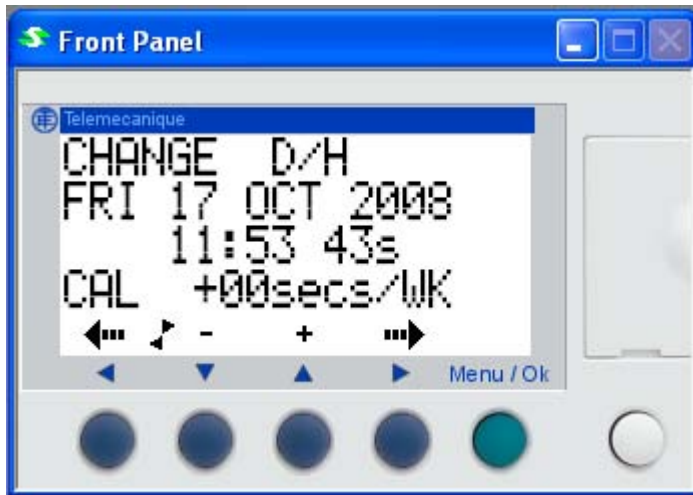 Front Panel
Telemecanique
CHANGE D/H
FRI 17 OCT 2008
11:53 43s
CAL +00secs/WK
- +
Menu / Ok